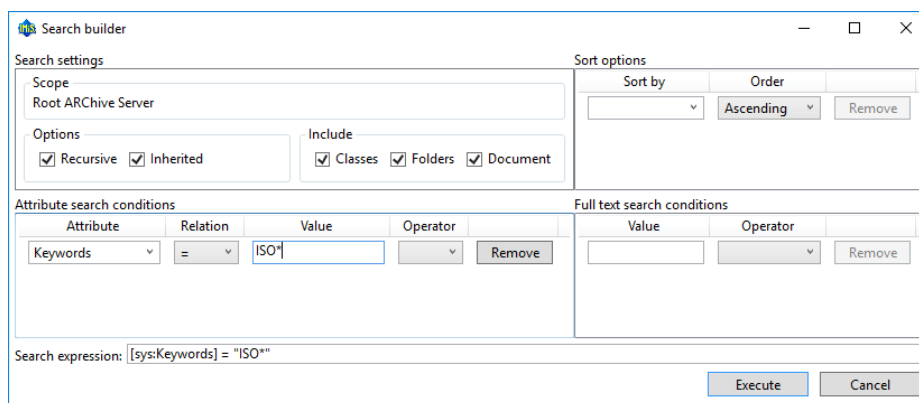 IMiS Search builder
Search settings
Scope
Root ARChive Server
Options
Recursive Inherited
Include
Classes Folders Document
Sort options
Sort by Order
Ascending Remove
Attribute search conditions
Attribute Relation Value Operator
Keywords = ISO* Remove
Full text search conditions
Value Operator
Remove
Search expression: [sys:Keywords] = "ISO*"
Execute Cancel